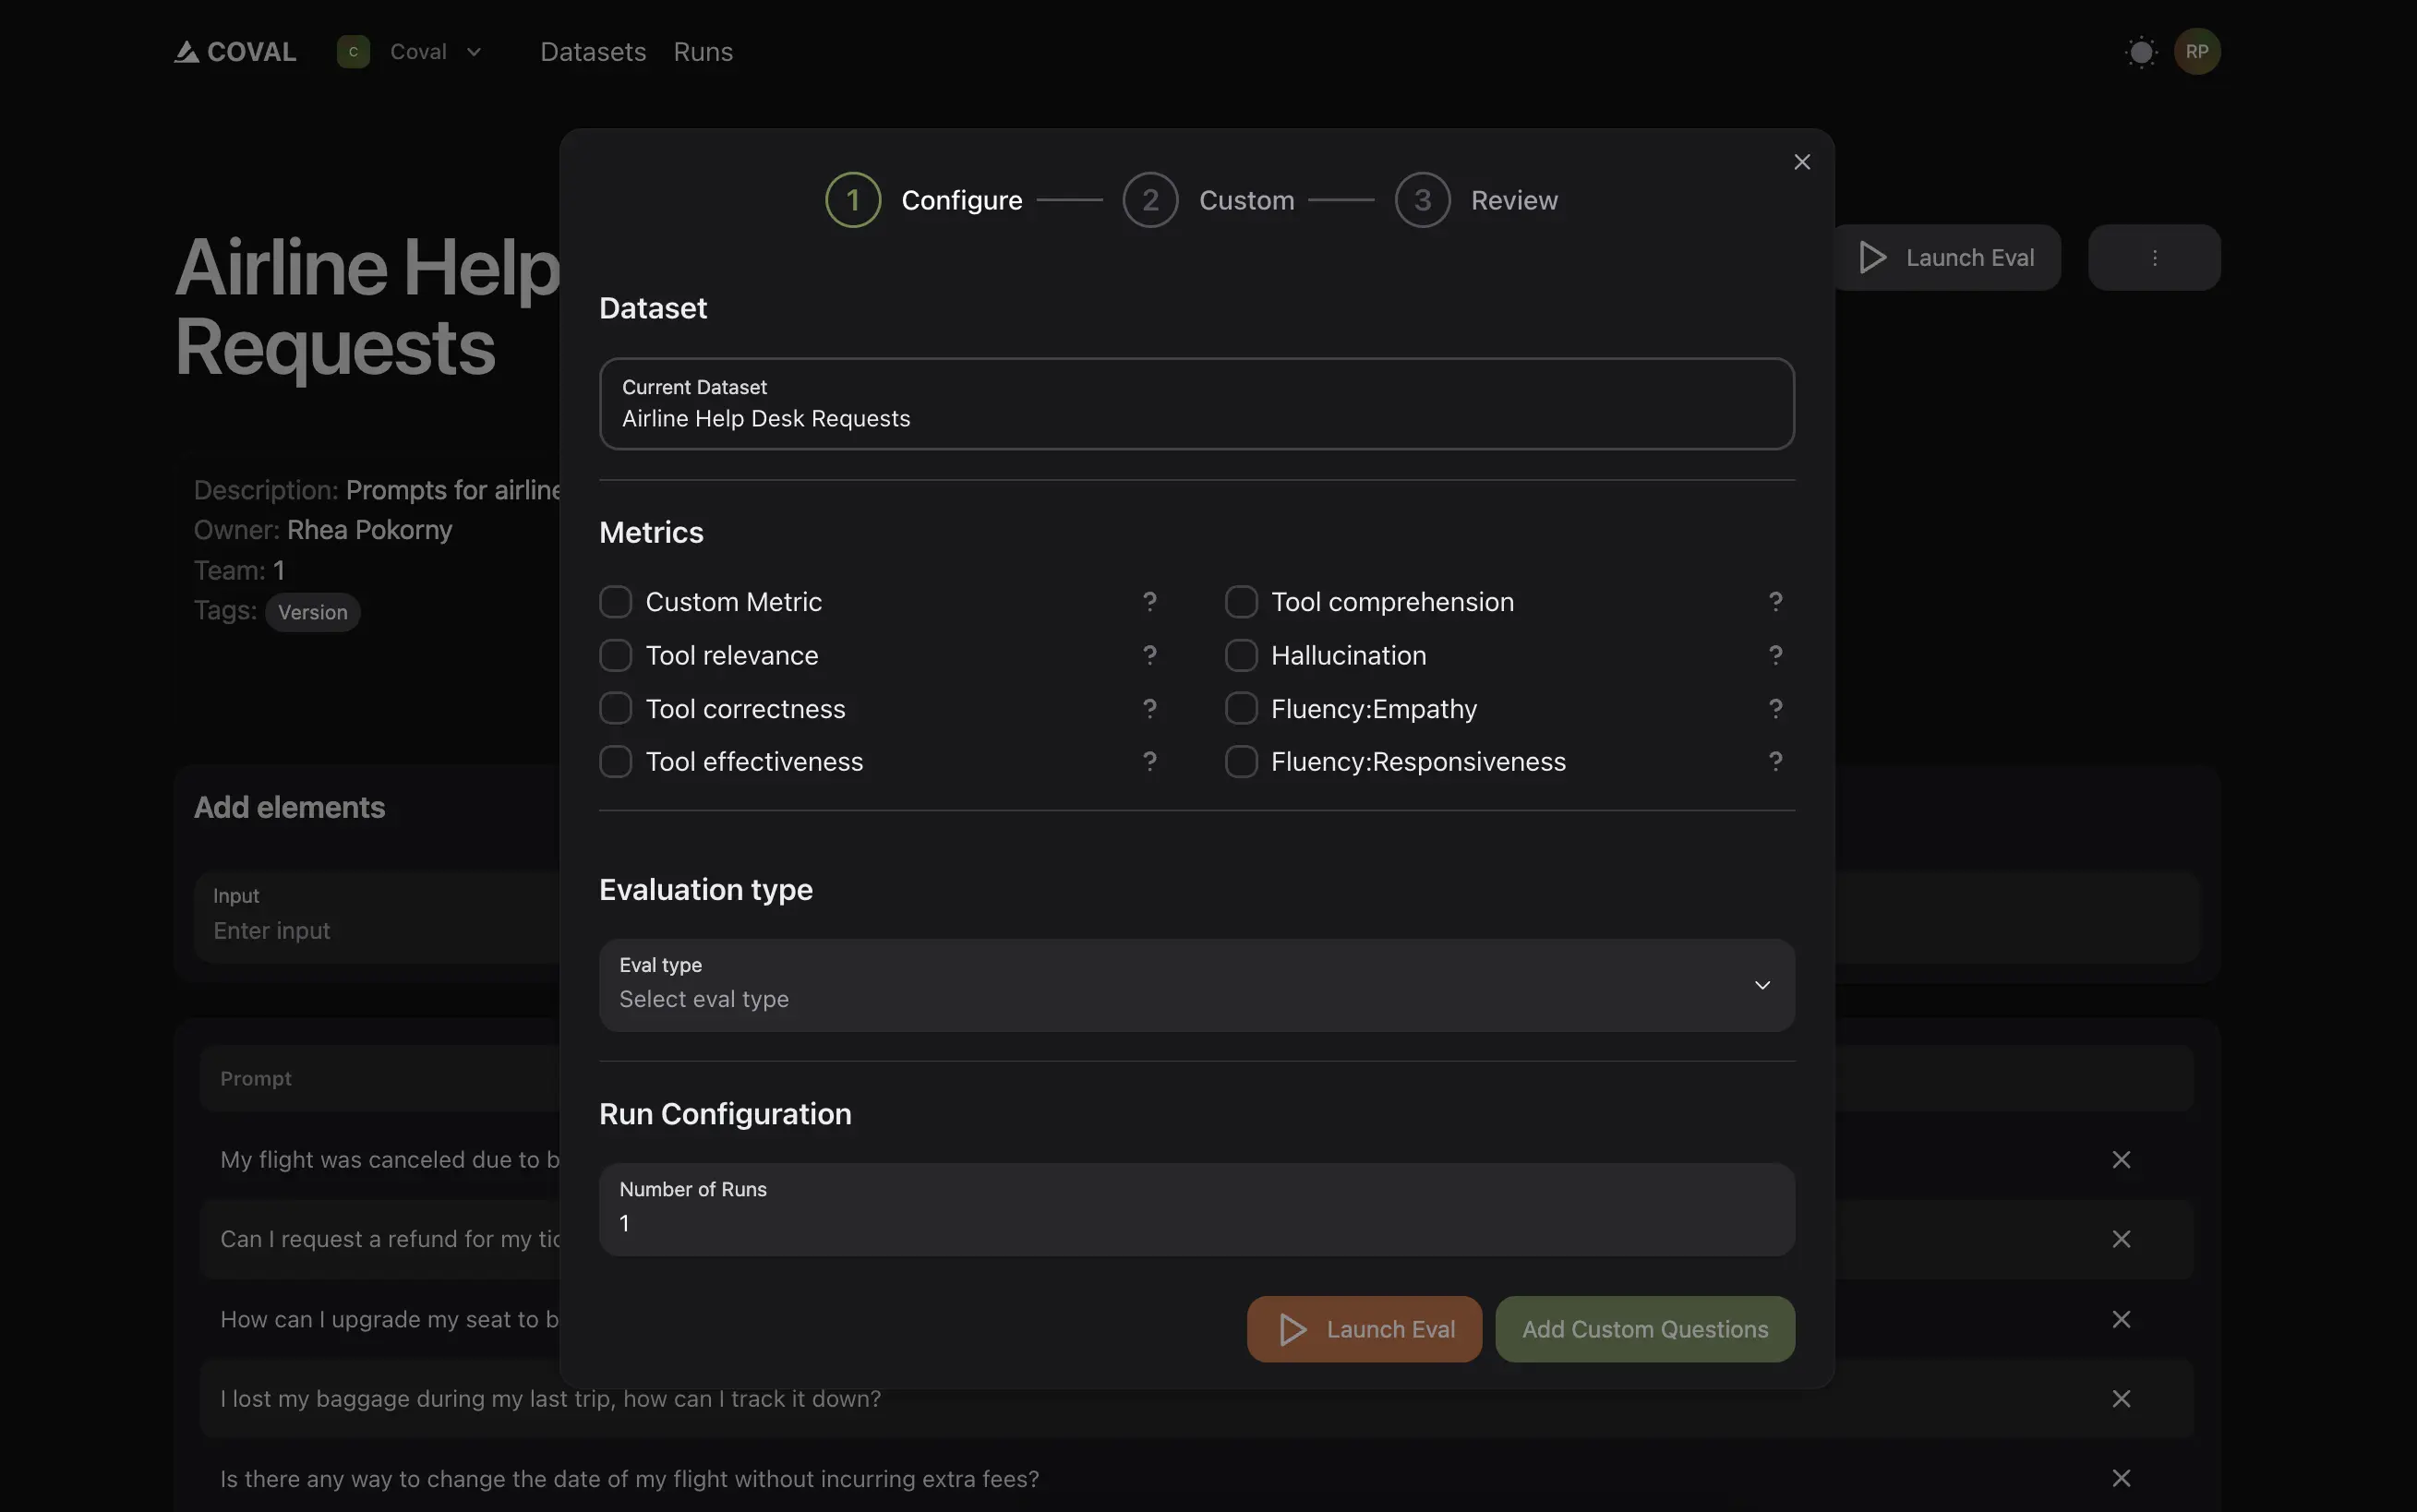 COVAL
C
Coval
Datasets
Runs
RP
1
Configure
2
Custom
3
Review
Airline Help
Requests
Launch Eval
Description: Prompts for airline
Owner: Rhea Pokorny
Team: 1
Tags: Version
Dataset
Current Dataset
Airline Help Desk Requests
Metrics
Custom Metric ?
Tool comprehension ?
Tool relevance ?
Hallucination ?
Tool correctness ?
Fluency:Empathy ?
Tool effectiveness ?
Fluency:Responsiveness ?
Add elements
Input
Enter input
Evaluation type
Eval type
Select eval type
Run Configuration
Number of Runs
1
Launch Eval
Add Custom Questions
Prompt
My flight was canceled due to b
Can I request a refund for my tic
How can I upgrade my seat to b
I lost my baggage during my last trip, how can I track it down?
Is there any way to change the date of my flight without incurring extra fees?